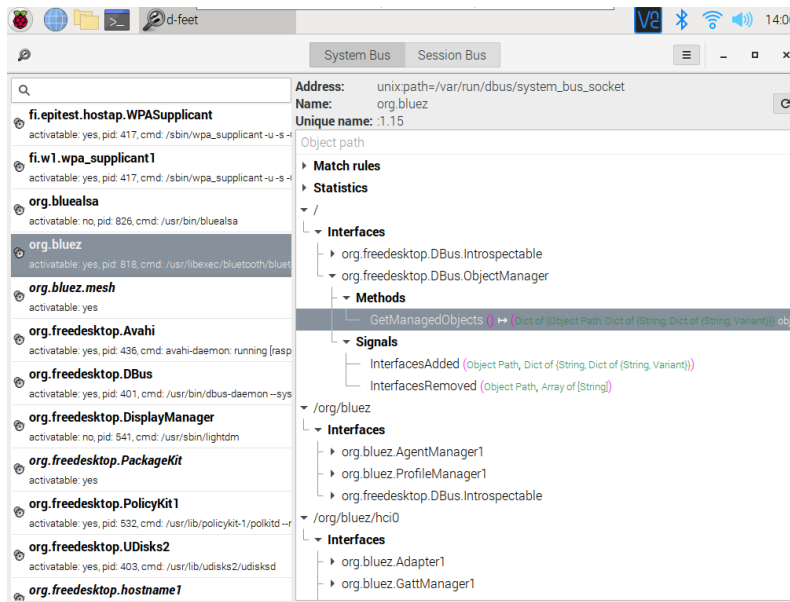 d-feet
14:0
System Bus
Session Bus
fi.epitest.hostap.WPASupplicant
activatable: yes, pid: 417, cmd: /sbin/wpa_supplicant -u -s
fi.w1.wpa_supplicant1
activatable: yes, pid: 417, cmd: /sbin/wpa_supplicant -u -s
org.bluealsa
activatable: no, pid: 826, cmd: /usr/bin/bluealsa
org.bluez
activatable: yes, pid: 818, cmd: /usr/libexec/bluetooth/bluet
org.bluez.mesh
activatable: yes
org.freedesktop.Avahi
activatable: yes, pid: 436, cmd: avahi-daemon: running [rasp
org.freedesktop.DBus
activatable: yes, pid: 401, cmd: /usr/bin/dbus-daemon --sys
org.freedesktop.DisplayManager
activatable: no, pid: 541, cmd: /usr/sbin/lightdm
org.freedesktop.PackageKit
activatable: yes
org.freedesktop.PolicyKit1
activatable: yes, pid: 532, cmd: /usr/lib/policykit-1/polkitd --r
org.freedesktop.UDisks2
activatable: yes, pid: 403, cmd: /usr/lib/udisks2/udisksd
org.freedesktop.hostname1
Address: unix:path=/var/run/dbus/system_bus_socket
Name: org.bluez
Unique name: :1.15
Object path
Match rules
Statistics
/
Interfaces
org.freedesktop.DBus.Introspectable
org.freedesktop.DBus.ObjectManager
Methods
GetManagedObjects () ↦ (Dict of {Object Path, Dict of {String, Dict of {String, Variant}}} obj
Signals
InterfacesAdded (Object Path, Dict of {String, Dict of {String, Variant}})
InterfacesRemoved (Object Path, Array of [String])
/org/bluez
Interfaces
org.bluez.AgentManager1
org.bluez.ProfileManager1
org.freedesktop.DBus.Introspectable
/org/bluez/hci0
Interfaces
org.bluez.Adapter1
org.bluez.GattManager1